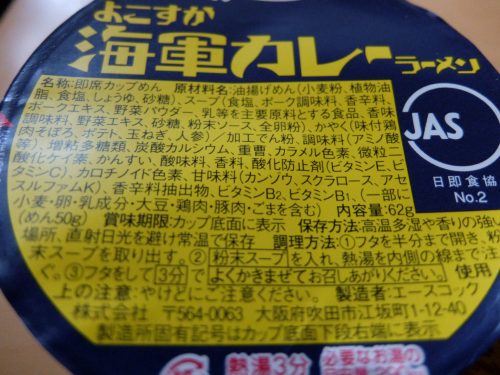 よこすか
海軍カレーラーメン
名称:即席カップめん 原材料名:油揚げめん(小麦粉、植物油
脂、食塩、しょうゆ、砂糖)、スープ(食塩、ポーク調味料、香辛料、
ポークエキス、野菜パウダー、乳等を主要原料とする食品、香味
調味料、野菜エキス、砂糖、粉末ソース、全卵粉)、かやく(味付鶏
肉そぼろ、ポテト、玉ねぎ、人参)/加工でん粉、調味料(アミノ酸
等)、増粘多糖類、炭酸カルシウム、重曹、カラメル色素、微粒二
酸化ケイ素、かんすい、酸味料、香料、酸化防止剤(ビタミンE、ビ
タミンC)、カロチノイド色素、甘味料(カンゾウ、スクラロース、アセ
スルファムK)、香辛料抽出物、ビタミンB2、ビタミンB1、(一部に
小麦・卵・乳成分・大豆・鶏肉・豚肉・ごまを含む) 内容量:62g
(めん50g) 賞味期限:カップ底面に表示 保存方法:高温多湿や香りの強い
場所、直射日光を避け常温で保存 調理方法:①フタを半分まで開き、粉
末スープを取り出す。②粉末スープを入れ、熱湯を内側の線まで注
ぐ。③フタをして3分でよくかきまぜてお召しあがりください。 使用
上の注意:やけどにご注意ください。 製造者:エースコック
株式会社 〒564-0063 大阪府吹田市江坂町1-12-40
製造所固有記号はカップ底面下段右端に表示
JAS
日即食協
No.2
熱湯3分
必要なお湯の